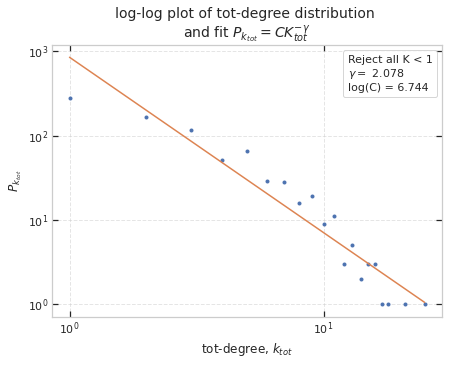 log-log plot of tot-degree distribution
and fit $P_{k_{tot}} = CK_{tot}^{-\gamma}$
Reject all K < 1
γ = 2.078
log(C) = 6.744
$P_{k_{tot}}$
10³
10²
10¹
10⁰
10⁰
10¹
tot-degree, $k_{tot}$